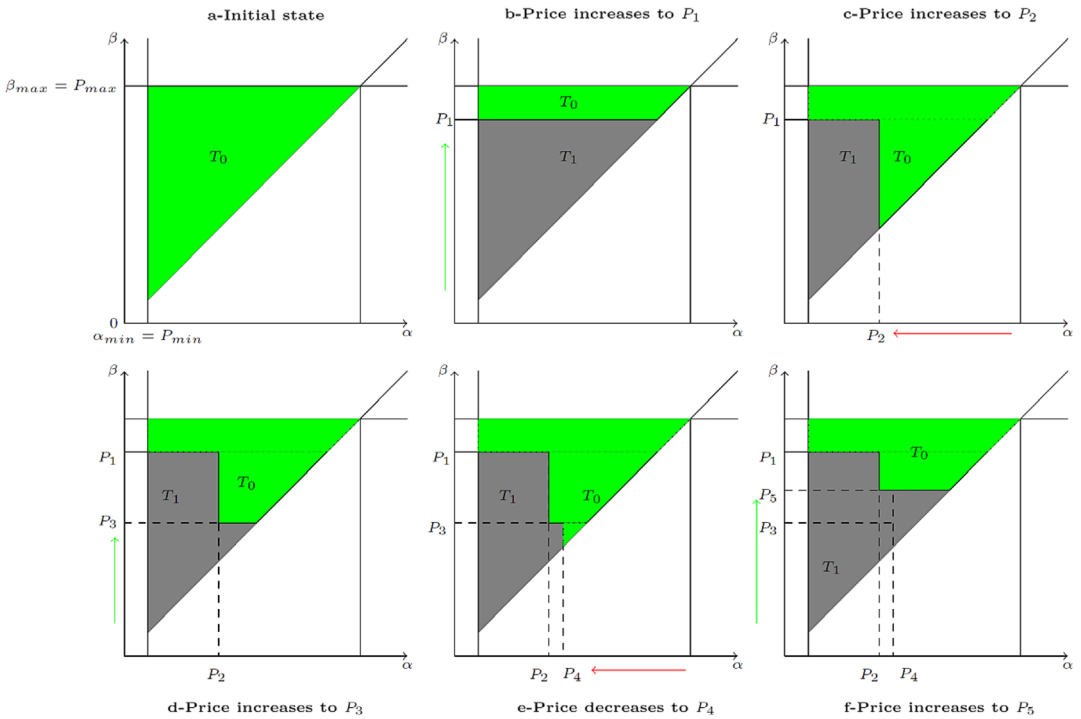 a-Initial state
b-Price increases to P₁
c-Price increases to P₂
β
β
β
βₘₐₓ = Pₘₐₓ
T₀
T₀
P₁
T₁
P₁
T₁
T₀
0
α
α
α
αₘᵢₙ = Pₘᵢₙ
P₂
β
β
β
P₁
T₀
T₁
P₃
P₁
T₁
T₀
P₃
P₁
T₀
P₅
P₃
T₁
α
α
α
P₂
P₂
P₄
P₂
P₄
d-Price increases to P₃
e-Price decreases to P₄
f-Price increases to P₅